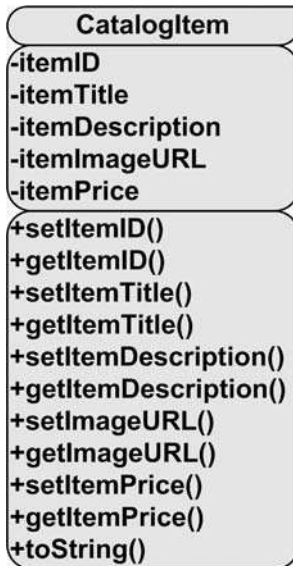 CatalogItem
-itemID
-itemTitle
-itemDescription
-itemImageURL
-itemPrice
+setItemID()
+getItemID()
+setItemTitle()
+getItemTitle()
+setItemDescription()
+getItemDescription()
+setImageURL()
+getImageURL()
+setItemPrice()
+getItemPrice()
+toString()